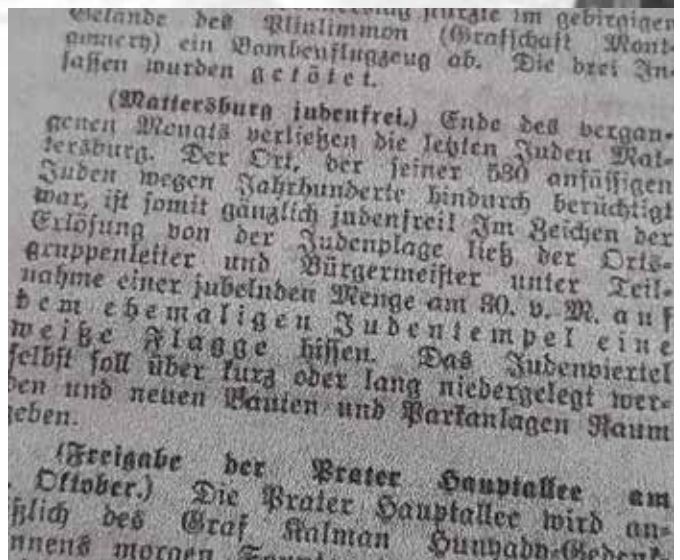 Gelände des Plinlimmon (Grafschaft Mont-
gomery) ein Bombenflugzeug ab. Die drei In-
sassen wurden getötet.
(Mattersburg judenfrei.) Ende des vergan-
genen Monats verließen die letzten Juden Mat-
tersburg. Der Ort, der seiner 530 ansässigen
Juden wegen Jahrhunderte hindurch berüchtigt
war, ist somit gänzlich judenfrei! Im Zeichen der
Erlösung von der Judenplage ließ der Orts-
gruppenleiter und Bürgermeister unter Teil-
nahme einer jubelnden Menge am 30. v. M. auf
dem ehemaligen Judentempel eine
weiße Flagge hissen. Das Judenviertel
selbst soll über kurz oder lang niedergelegt wer-
den und neuen Bauten und Parkanlagen Raum
geben.
(Freigabe der Prater Hauptallee am
Oktober.) Die Prater Hauptallee wird an-
ßlich des Graf Kalman Hunyady-Gedenk-
nnens morgen